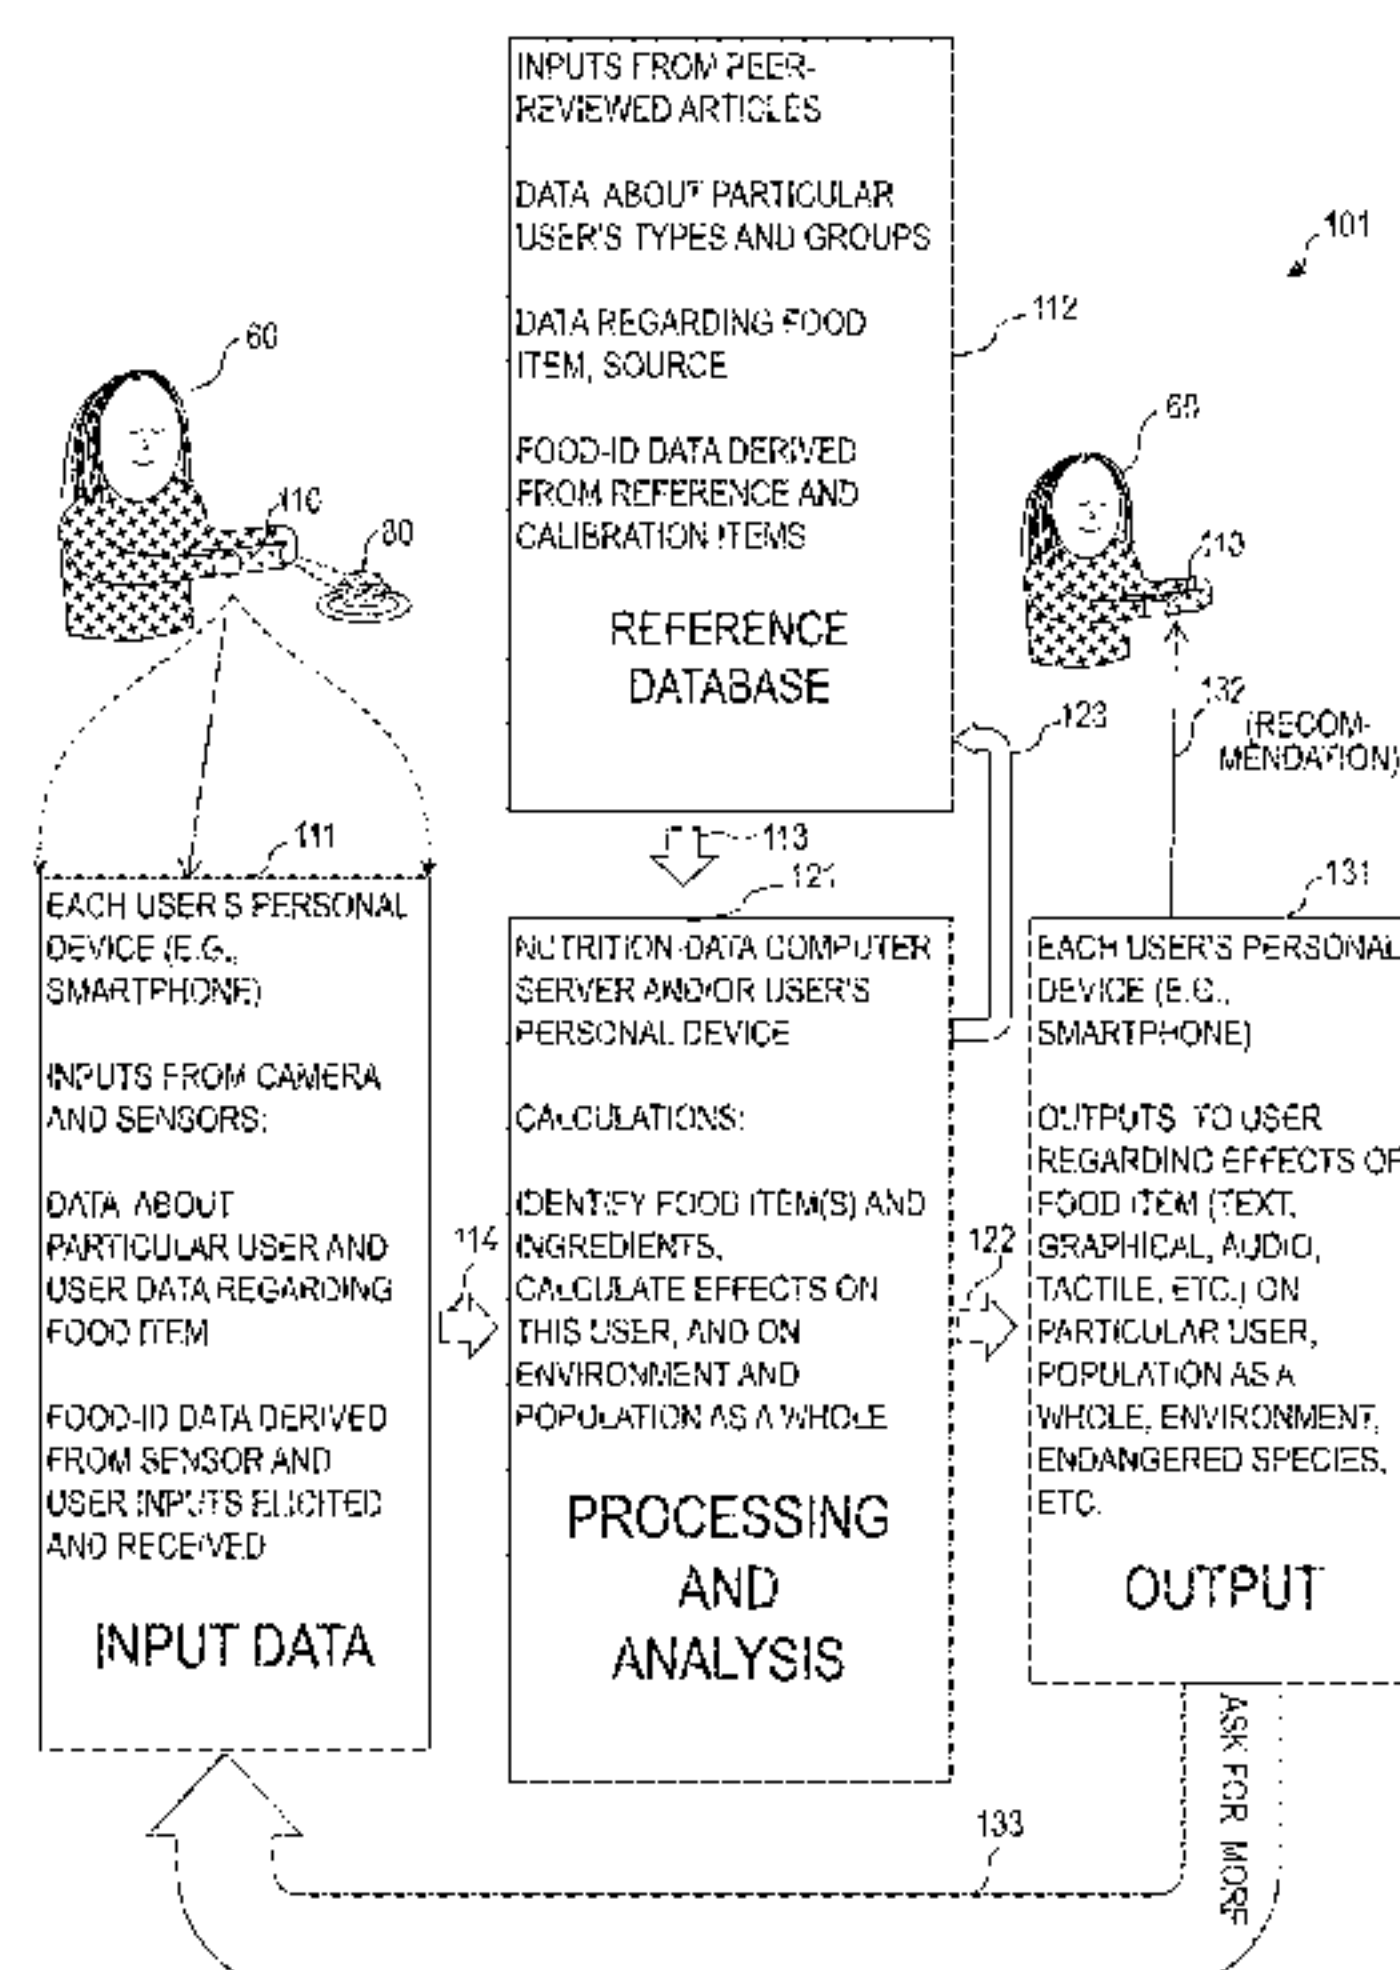 INPUTS FROM PEER-
REVIEWED ARTICLES
DATA ABOUT PARTICULAR
USER'S TYPES AND GROUPS
DATA REGARDING FOOD
ITEM, SOURCE
FOOD-ID DATA DERIVED
FROM REFERENCE AND
CALIBRATION ITEMS
REFERENCE
DATABASE
101
112
60
110
80
60
110
132
(RECOM-
MENDATION)
123
113
111
EACH USER'S PERSONAL
DEVICE (E.G.,
SMARTPHONE)
INPUTS FROM CAMERA
AND SENSORS:
DATA ABOUT
PARTICULAR USER AND
USER DATA REGARDING
FOOD ITEM
FOOD-ID DATA DERIVED
FROM SENSOR AND
USER INPUTS ELICITED
AND RECEIVED
INPUT DATA
114
121
NUTRITION-DATA COMPUTER
SERVER AND/OR USER'S
PERSONAL DEVICE
CALCULATIONS:
IDENTIFY FOOD ITEM(S) AND
INGREDIENTS,
CALCULATE EFFECTS ON
THIS USER, AND ON
ENVIRONMENT AND
POPULATION AS A WHOLE
PROCESSING
AND
ANALYSIS
122
131
EACH USER'S PERSONAL
DEVICE (E.G.,
SMARTPHONE)
OUTPUTS TO USER
REGARDING EFFECTS OF
FOOD ITEM (TEXT,
GRAPHICAL, AUDIO,
TACTILE, ETC.) ON
PARTICULAR USER,
POPULATION AS A
WHOLE, ENVIRONMENT,
ENDANGERED SPECIES,
ETC.
OUTPUT
ASK FOR MORE
133